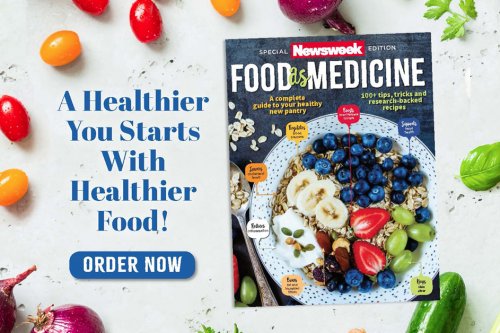 A Healthier
You Starts
With
Healthier
Food!
ORDER NOW
SPECIAL Newsweek EDITION
FOOD as MEDICINE
A complete
guide to your healthy
new pantry
100+ tips, tricks and
research-backed
recipes